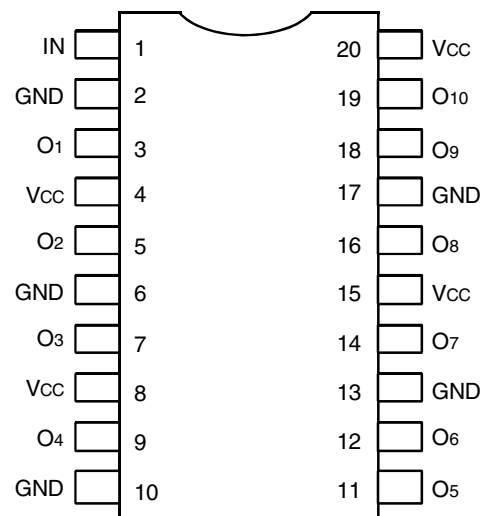 IN 1 20 VCC
GND 2 19 O10
O1 3 18 O9
VCC 4 17 GND
O2 5 16 O8
GND 6 15 VCC
O3 7 14 O7
VCC 8 13 GND
O4 9 12 O6
GND 10 11 O5